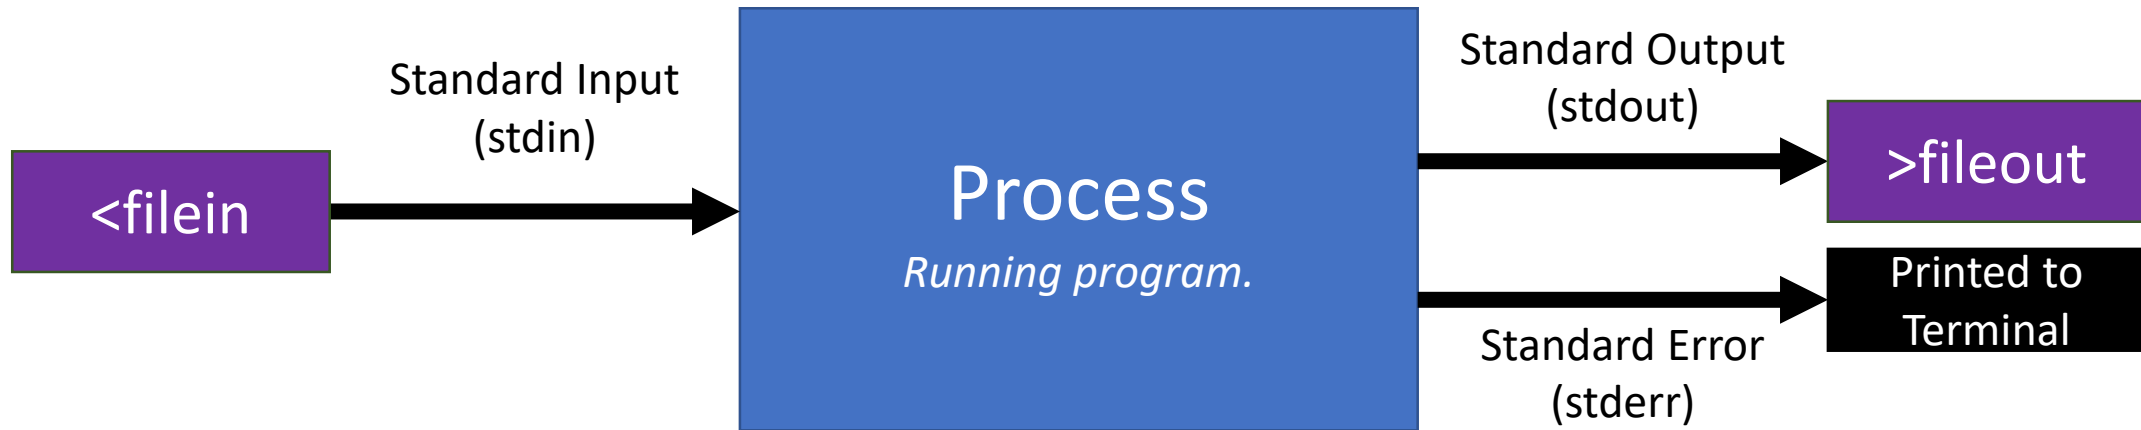 <filein
Standard Input
(stdin)
Process
Running program.
Standard Output
(stdout)
>fileout
Standard Error
(stderr)
Printed to
Terminal